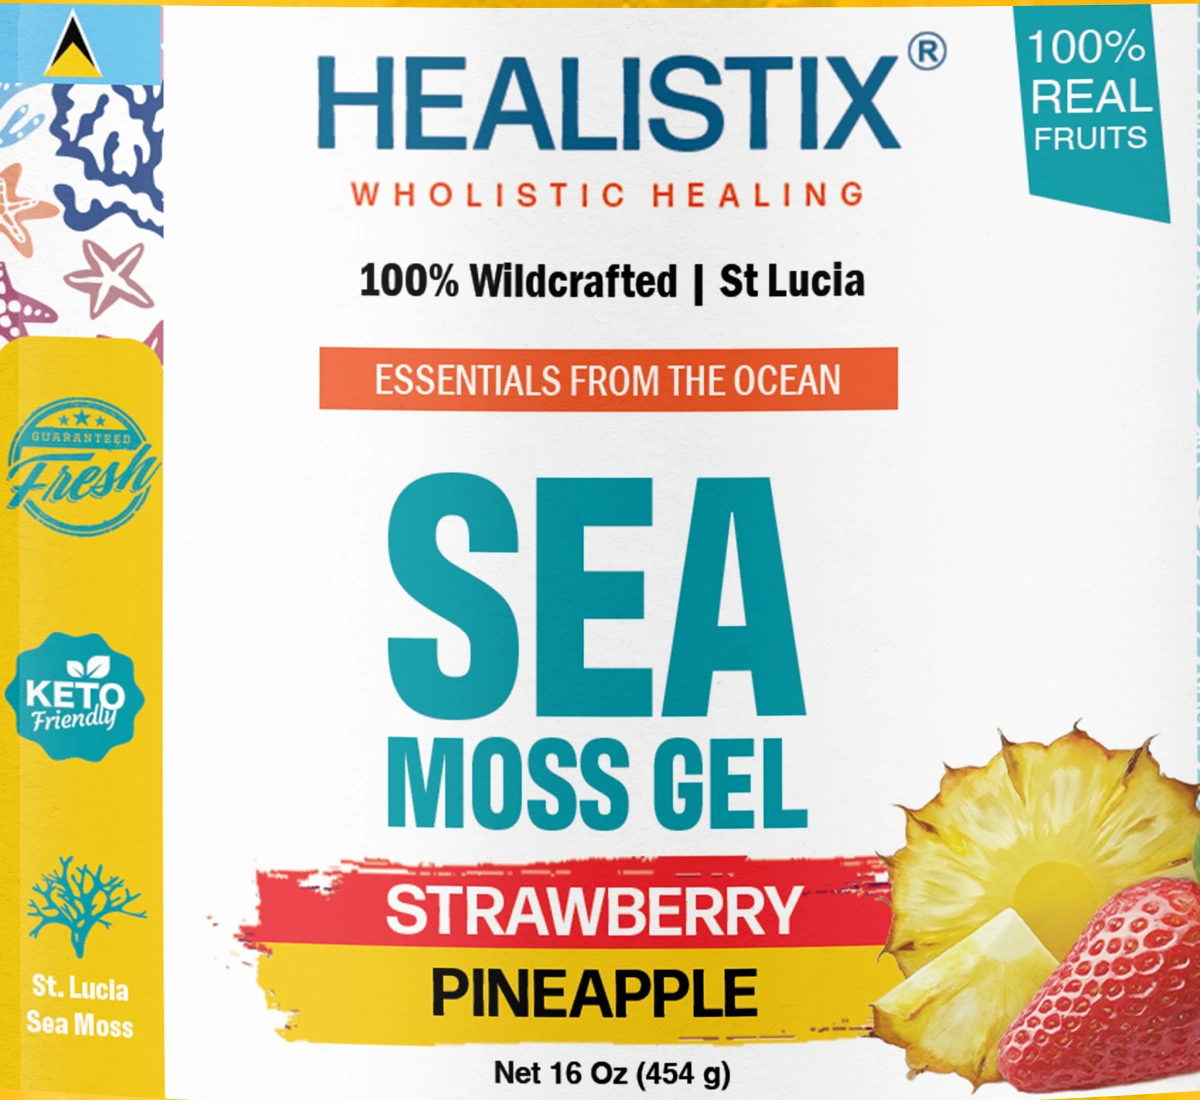 HEALISTIX®
WHOLISTIC HEALING
100% REAL FRUITS
100% Wildcrafted | St Lucia
ESSENTIALS FROM THE OCEAN
SEA
MOSS GEL
STRAWBERRY
PINEAPPLE
Net 16 Oz (454 g)
GUARANTEED
Fresh
KETO
Friendly
St. Lucia
Sea Moss